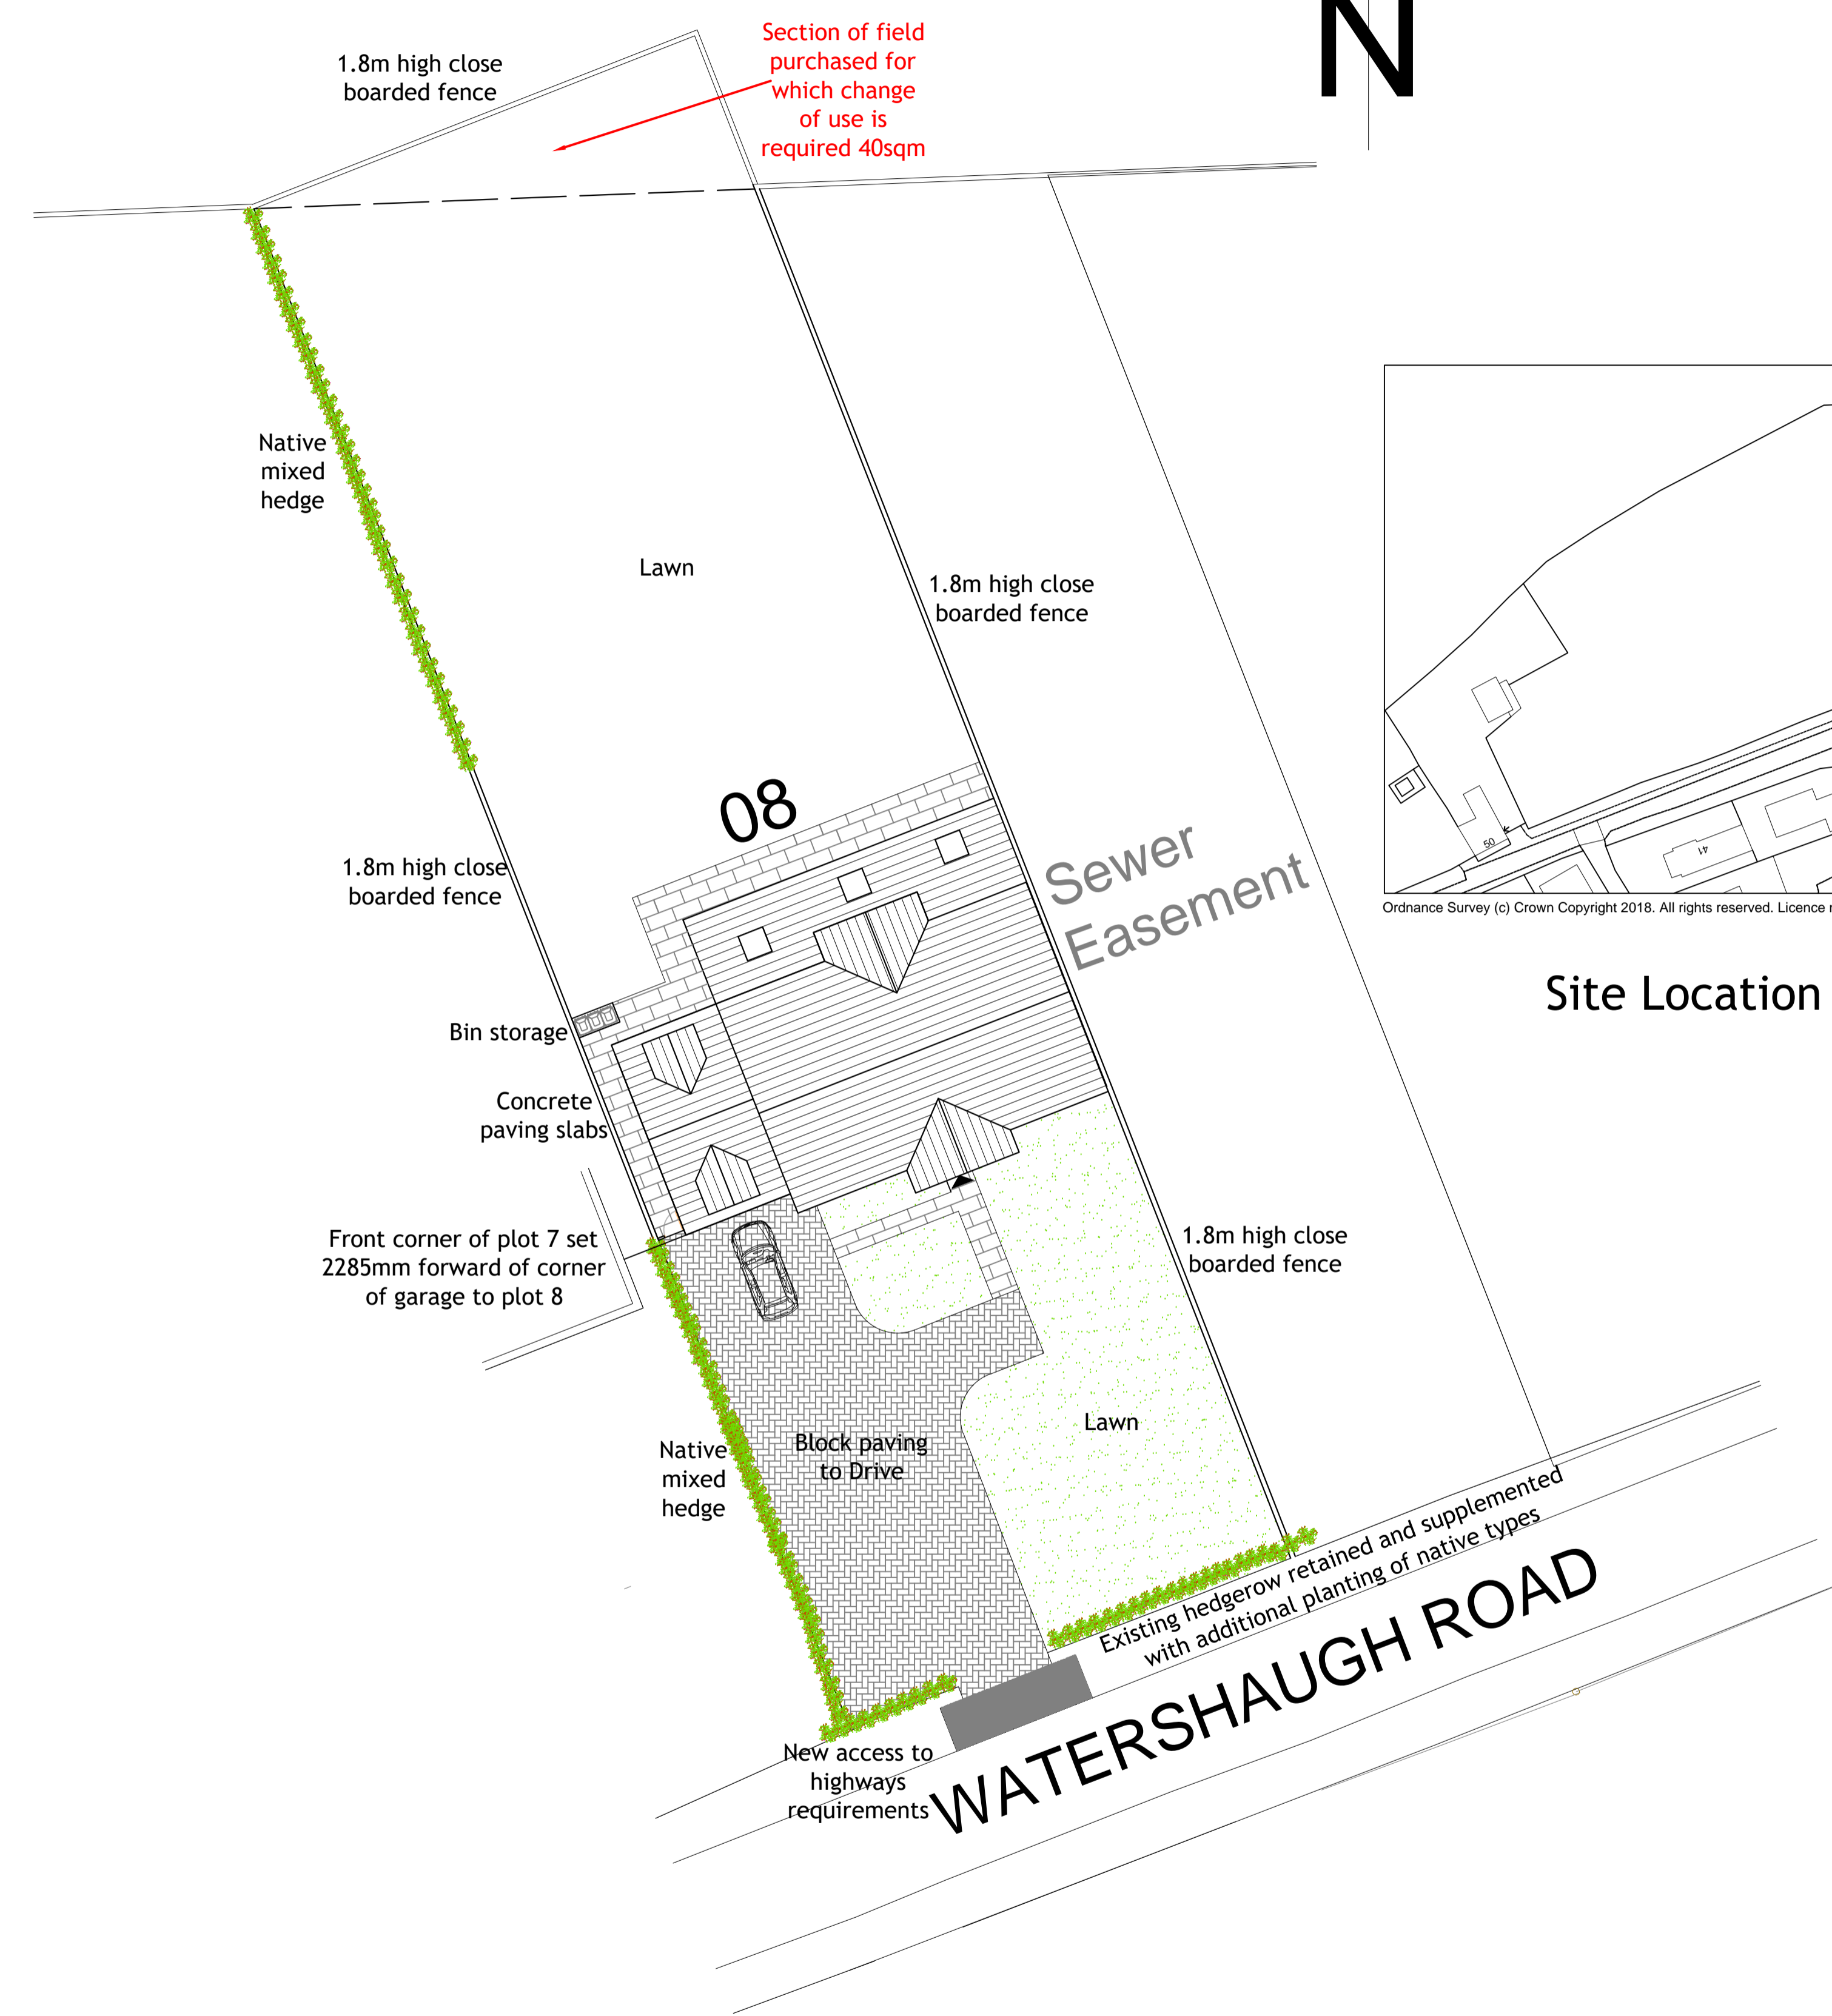 N
Section of field
purchased for
which change
of use is
required 40sqm
1.8m high close
boarded fence
Native
mixed
hedge
Lawn
1.8m high close
boarded fence
08
1.8m high close
boarded fence
Sewer
Easement
50
41
Ordnance Survey (c) Crown Copyright 2018. All rights reserved. Licence
Site Location
Bin storage
Concrete
paving slabs
Front corner of plot 7 set
2285mm forward of corner
of garage to plot 8
1.8m high close
boarded fence
Lawn
Block paving
to Drive
Native
mixed
hedge
Existing hedgerow retained and supplemented
with additional planting of native types
WATERSHAUGH ROAD
New access to
highways
requirements